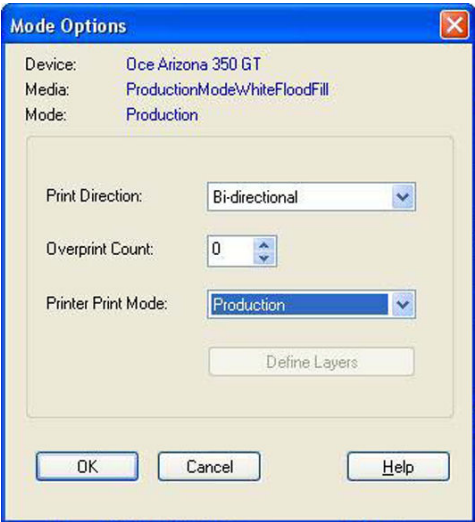 Mode Options
Device: Oce Arizona 350 GT
Media: ProductionModeWhiteFloodFill
Mode: Production
Print Direction: Bi-directional
Overprint Count: 0
Printer Print Mode: Production
Define Layers
OK Cancel Help